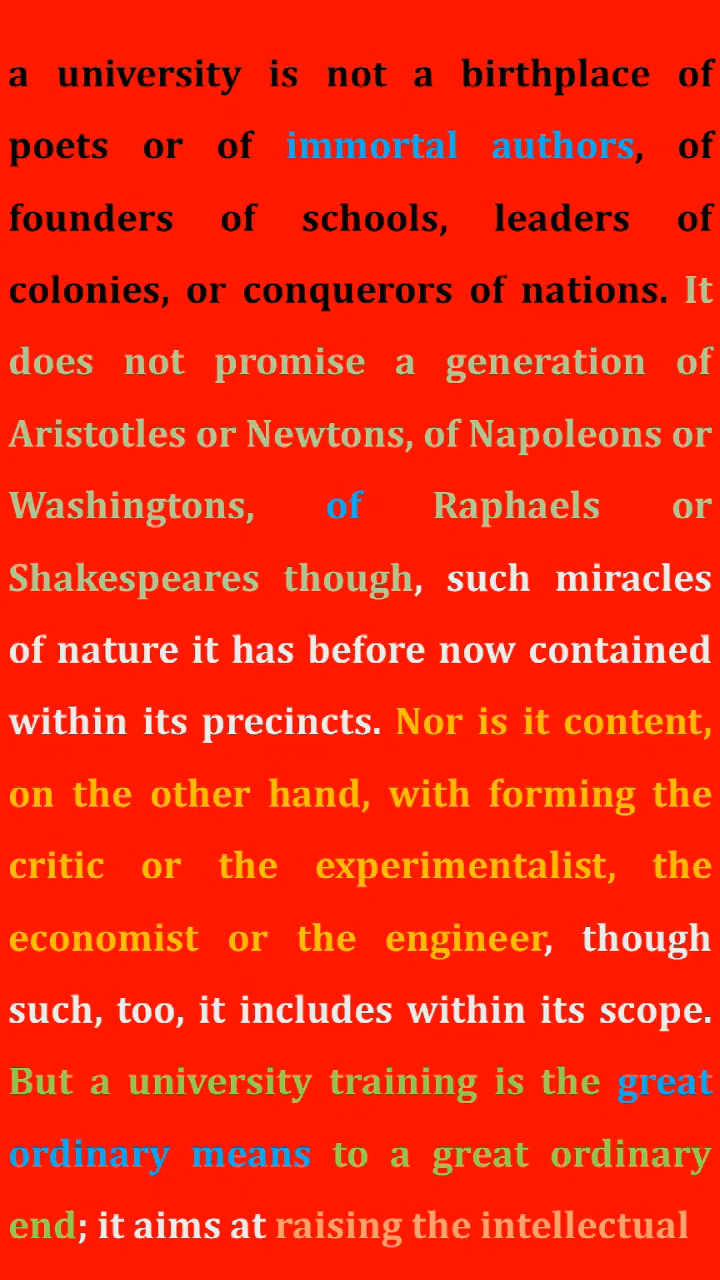 a university is not a birthplace of
poets or of immortal authors, of
founders of schools, leaders of
colonies, or conquerors of nations. It
does not promise a generation of
Aristotles or Newtons, of Napoleons or
Washingtons, of Raphaels or
Shakespeares though, such miracles
of nature it has before now contained
within its precincts. Nor is it content,
on the other hand, with forming the
critic or the experimentalist, the
economist or the engineer, though
such, too, it includes within its scope.
But a university training is the great
ordinary means to a great ordinary
end; it aims at raising the intellectual